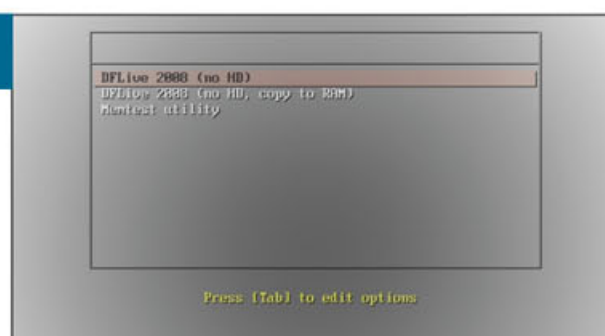 DFLive 2008 (no HD)
DFLive 2008 (no HD, copy to RAM)
Memtest utility
Press [Tab] to edit options